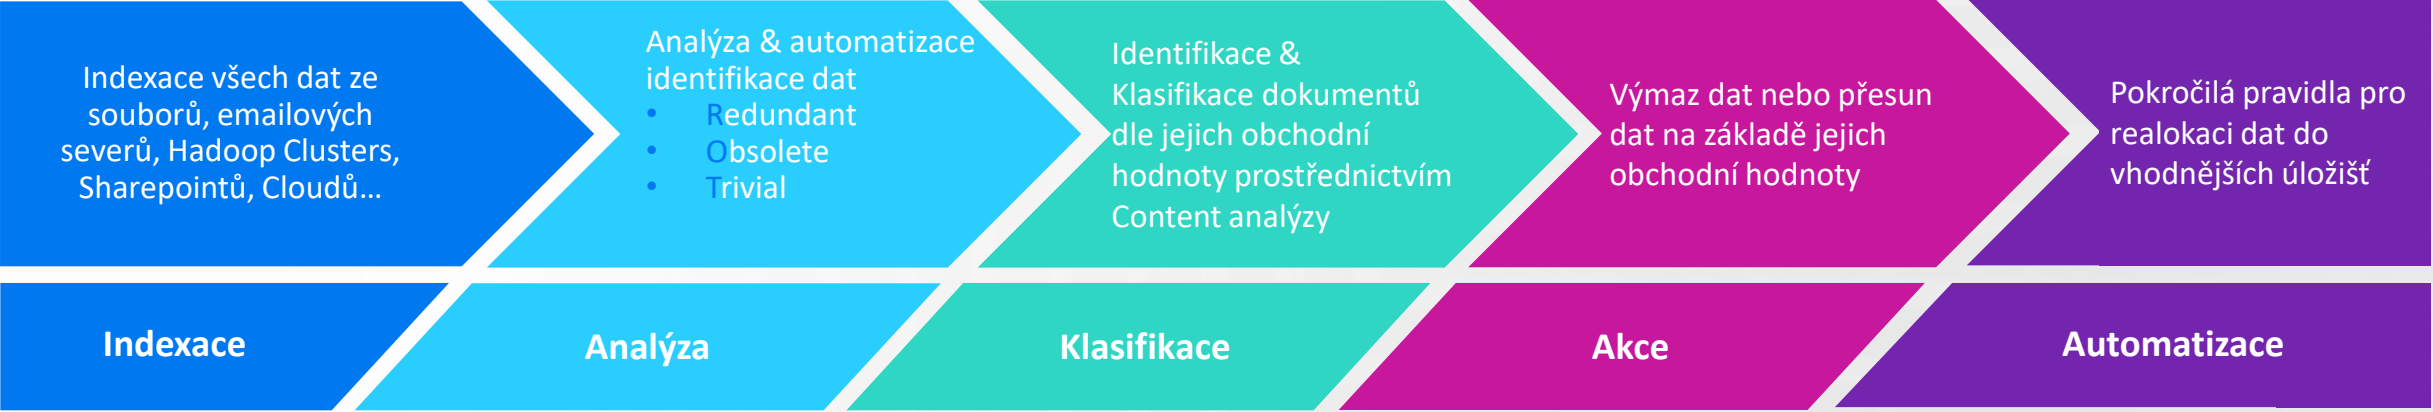 Indexace všech dat ze
souborů, emailových
severů, Hadoop Clusters,
Sharepointů, Cloudů...
Analýza & automatizace
identifikace dat
• Redundant
• Obsolete
• Trivial
Identifikace &
Klasifikace dokumentů
dle jejich obchodní
hodnoty prostřednictvím
Content analýzy
Výmaz dat nebo přesun
dat na základě jejich
obchodní hodnoty
Pokročilá pravidla pro
realokaci dat do
vhodnějších úložišť
Indexace
Analýza
Klasifikace
Akce
Automatizace